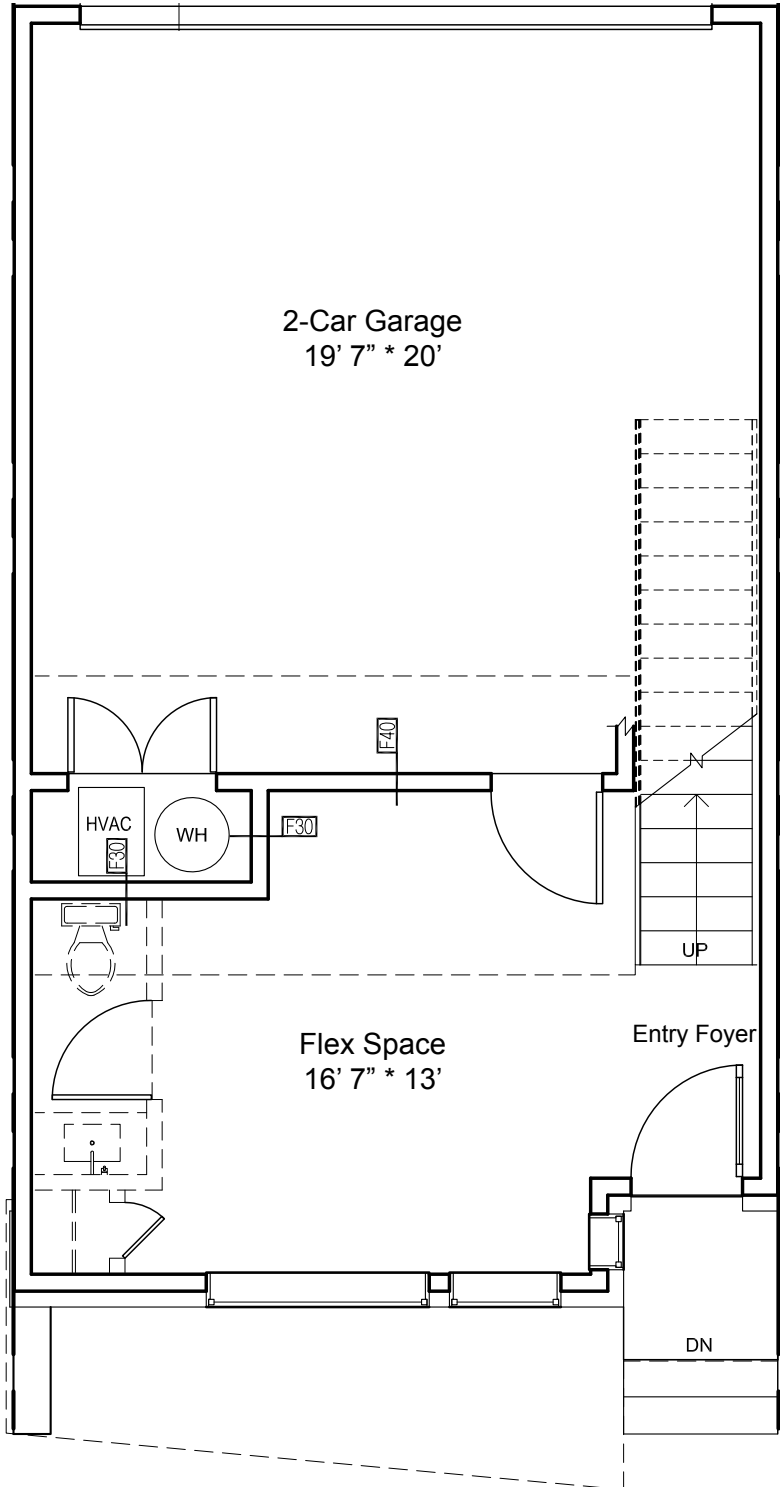 2-Car Garage
19’ 7” * 20’
F40
HVAC
WH
F30
F30
UP
Entry Foyer
Flex Space
16’ 7” * 13’
DN